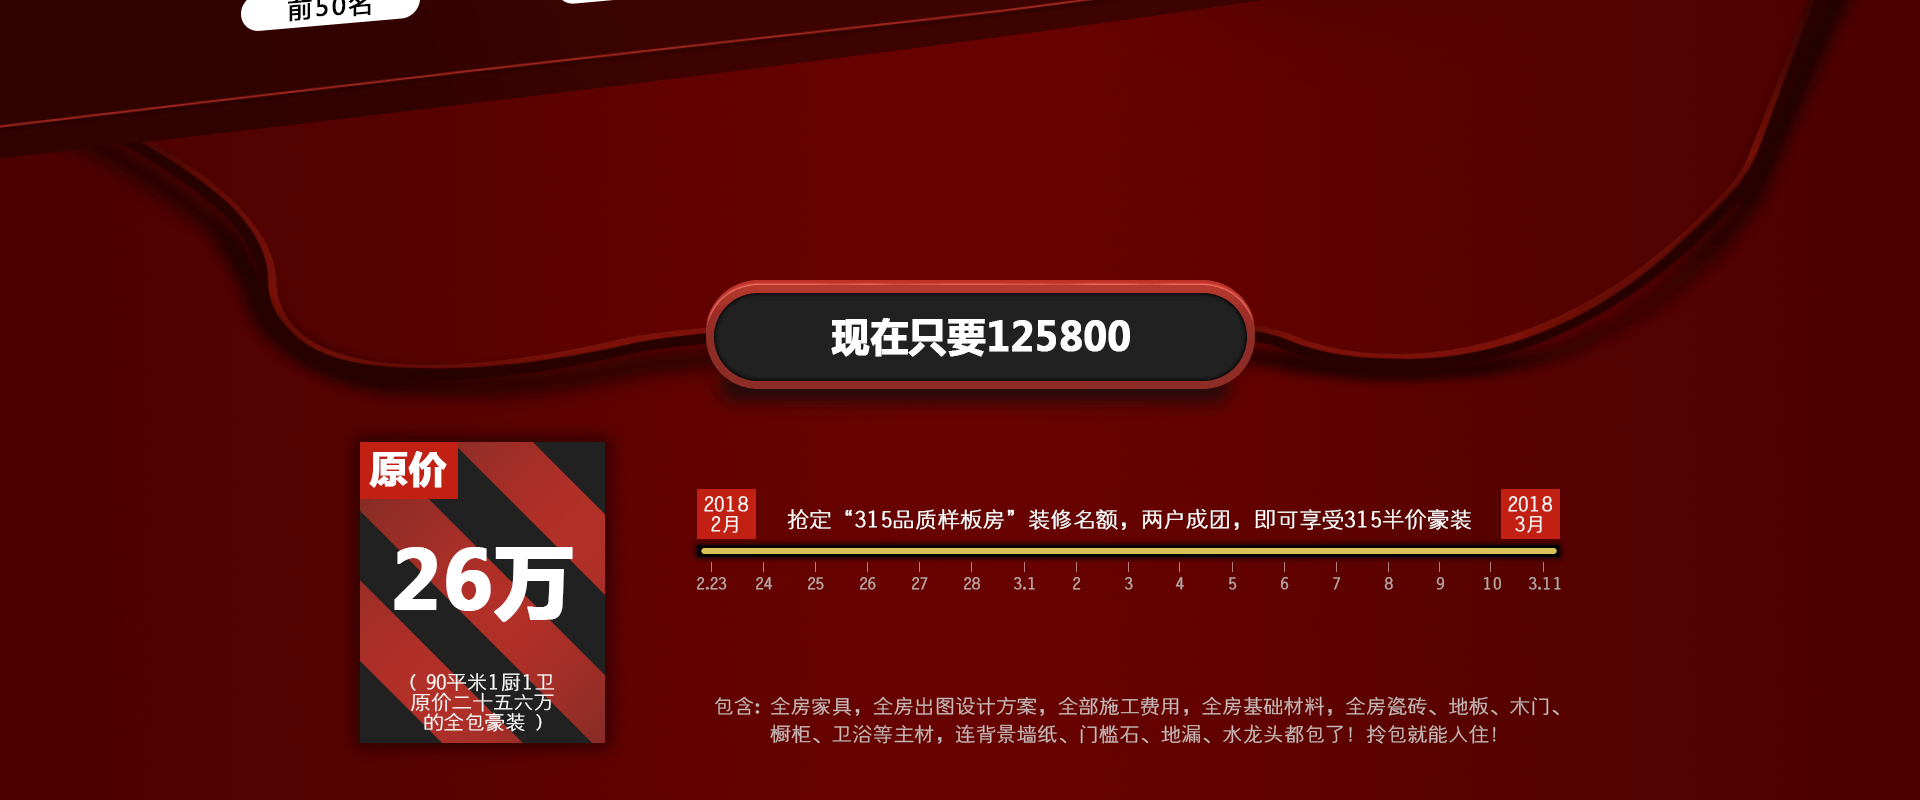 前50名
现在只要125800
原价
26万
（ 90平米1厨1卫
原价二十五六万
的全包豪装 ）
2018
2月
抢定“315品质样板房”装修名额，两户成团，即可享受315半价豪装
2018
3月
2.23 24 25 26 27 28 3.1 2 3 4 5 6 7 8 9 10 3.11
包含: 全房家具，全房出图设计方案，全部施工费用，全房基础材料，全房瓷砖、地板、木门、
橱柜、卫浴等主材，连背景墙纸、门槛石、地漏、水龙头都包了! 拎包就能入住!